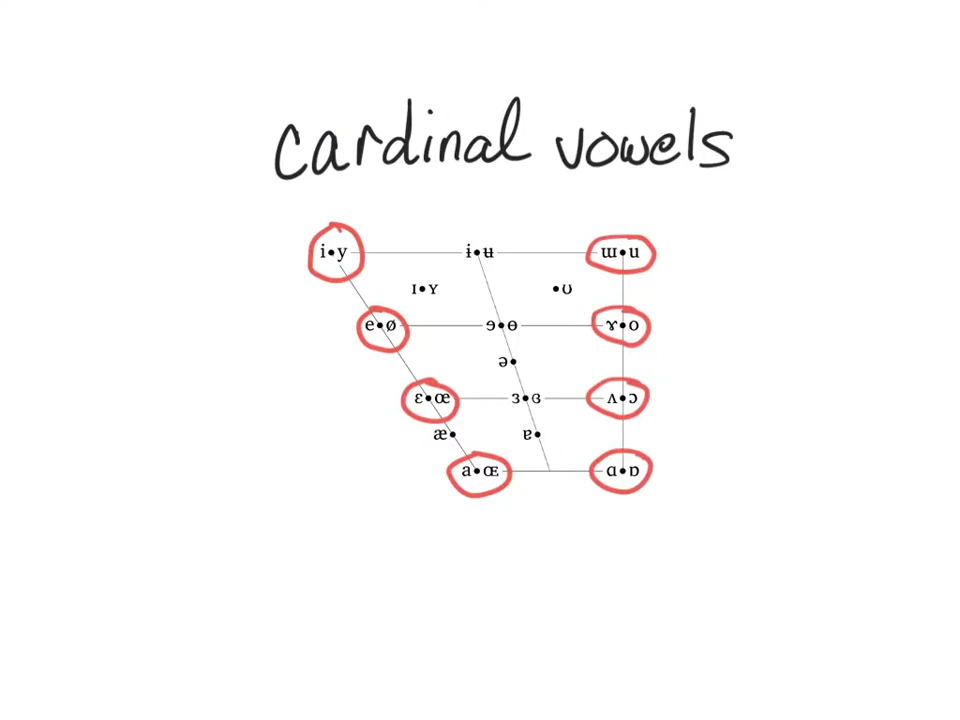 cardinal vowels
i•y ɨ•ʉ ɯ•u
ɪ•ʏ •ʊ
e•ø ɘ•ɵ ɤ•o
ə•
ɛ•œ ɜ•ɞ ʌ•ɔ
æ• ɐ•
a•ɶ ɑ•ɒ